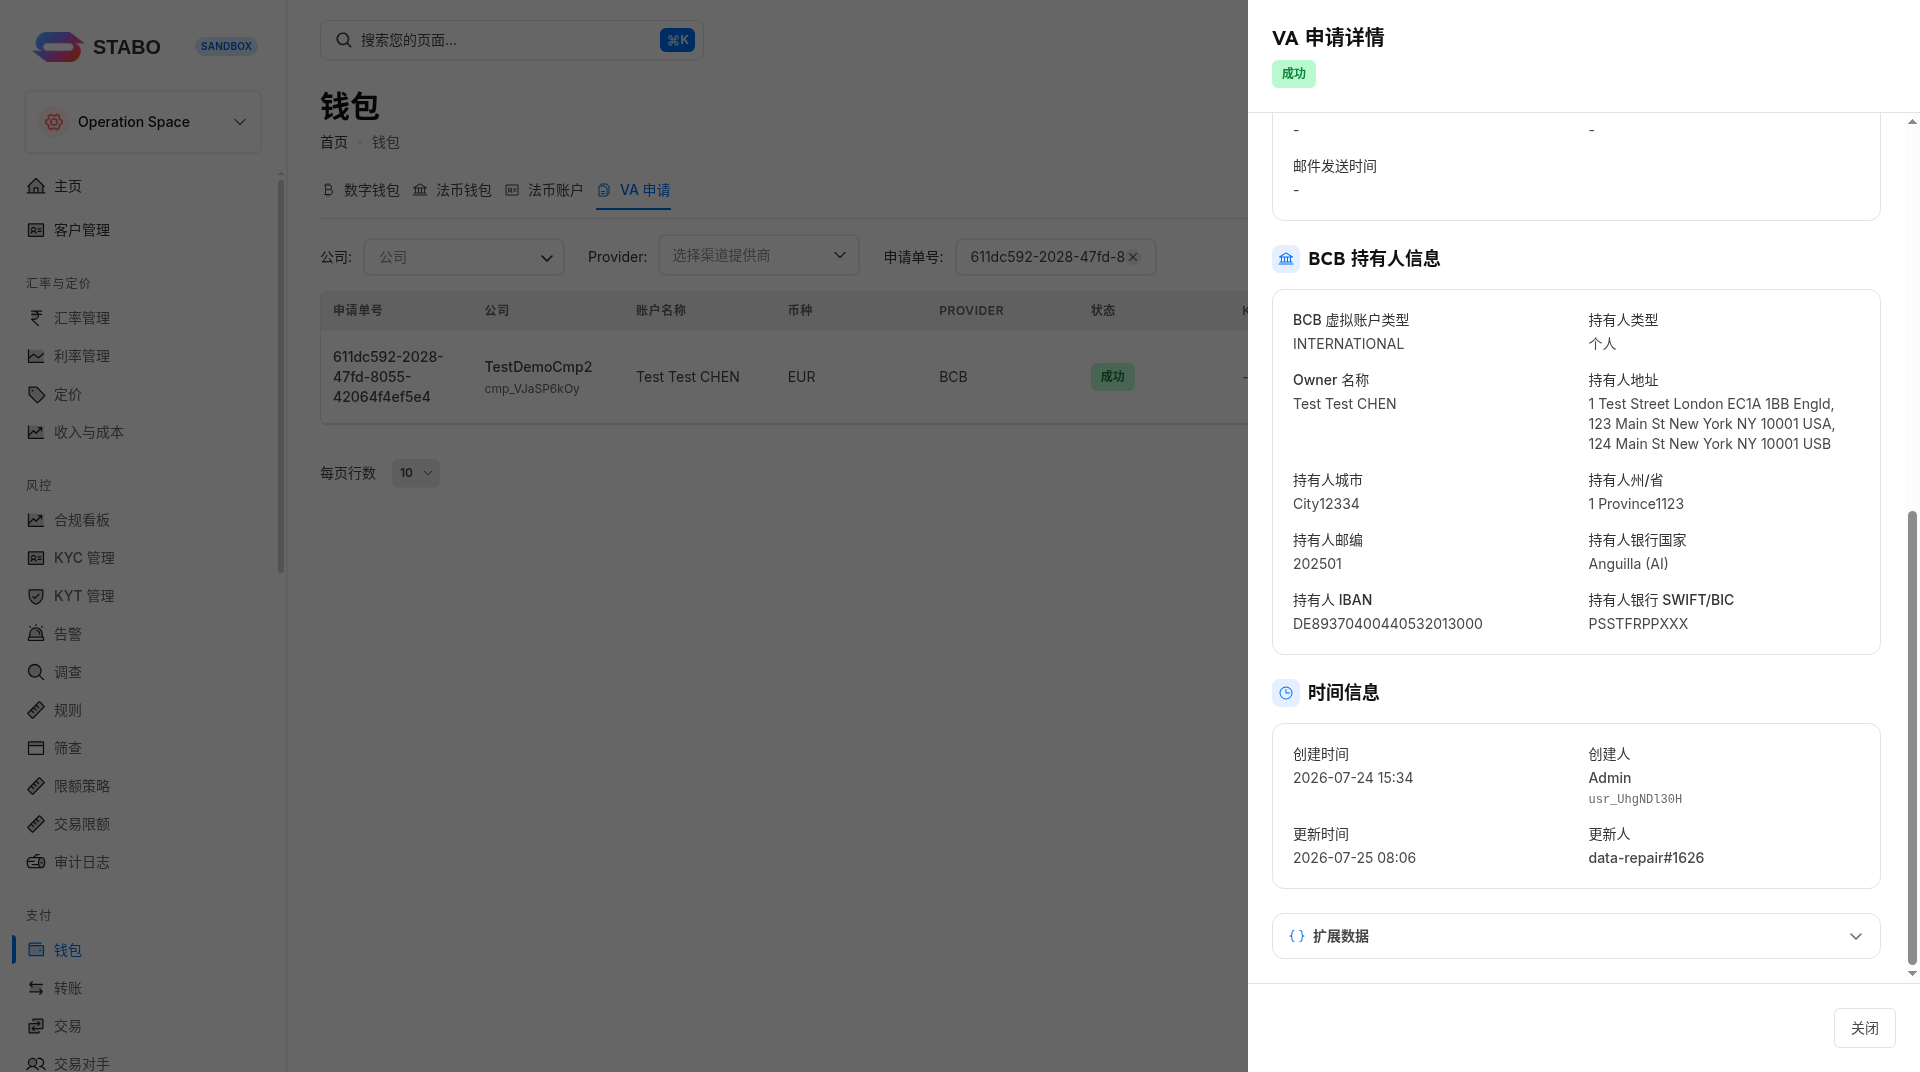 STABO
SANDBOX
Operation Space
主页
客户管理
汇率与定价
汇率管理
利率管理
定价
收入与成本
风控
合规看板
KYC 管理
KYT 管理
告警
调查
规则
筛查
限额策略
交易限额
审计日志
支付
钱包
转账
交易
交易对手
搜索您的页面...
⌘K
钱包
首页 • 钱包
数字钱包 法币钱包 法币账户 VA 申请
公司: 公司 Provider: 选择渠道提供商 申请单号: 611dc592-2028-47fd-8
申请单号 公司 账户名称 币种 PROVIDER 状态
611dc592-2028-
47fd-8055-
42064f4ef5e4
TestDemoCmp2
cmp_VJaSP6kOy
Test Test CHEN
EUR
BCB
成功
-
每页行数 10
VA 申请详情
成功
- -
邮件发送时间
-
BCB 持有人信息
BCB 虚拟账户类型
INTERNATIONAL
持有人类型
个人
Owner 名称
Test Test CHEN
持有人地址
1 Test Street London EC1A 1BB Engld,
123 Main St New York NY 10001 USA,
124 Main St New York NY 10001 USB
持有人城市
City12334
持有人州/省
1 Province1123
持有人邮编
202501
持有人银行国家
Anguilla (AI)
持有人 IBAN
DE89370400440532013000
持有人银行 SWIFT/BIC
PSSTFRPPXXX
时间信息
创建时间
2026-07-24 15:34
创建人
Admin
usr_UhgNDl30H
更新时间
2026-07-25 08:06
更新人
data-repair#1626
{ } 扩展数据
关闭